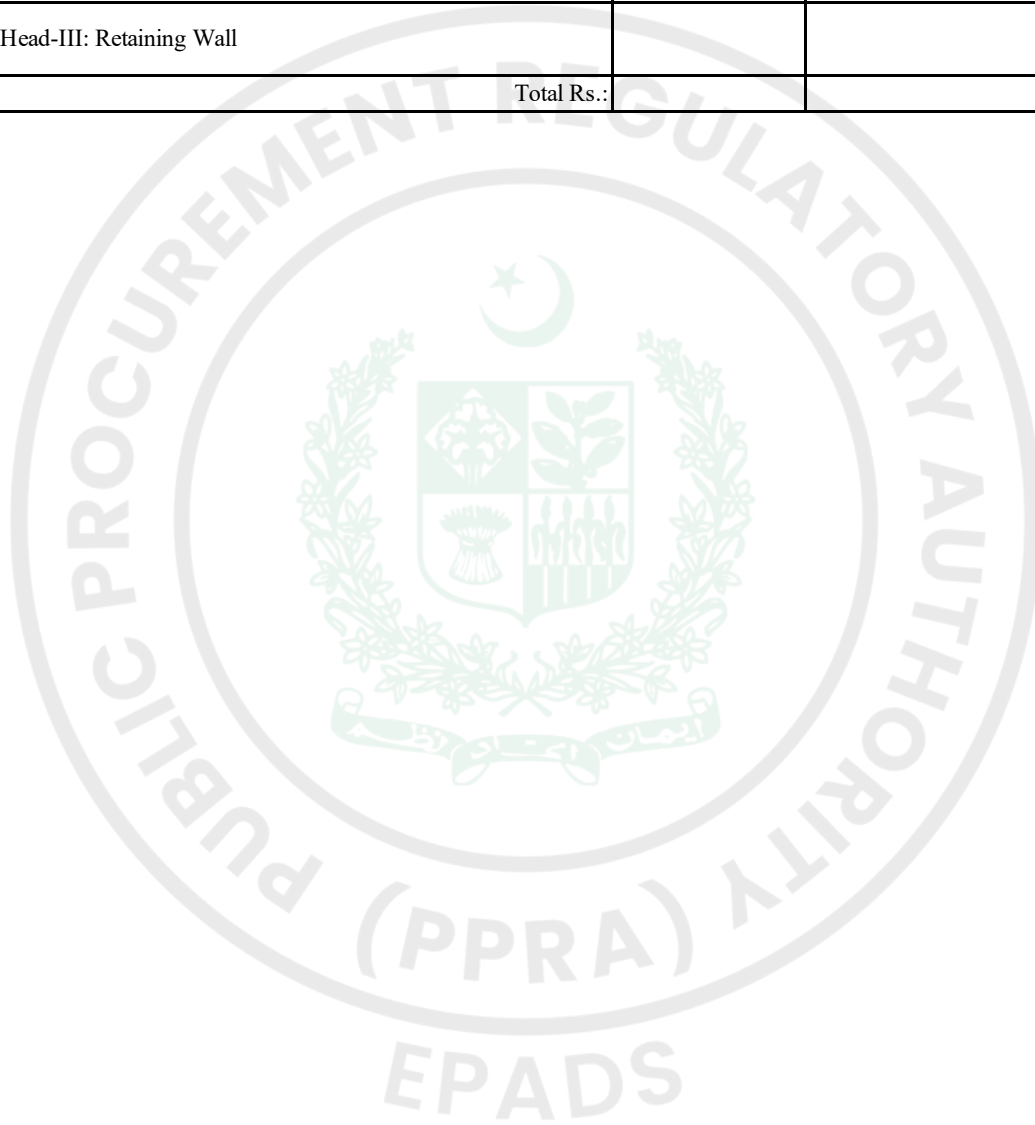 Head-III: Retaining Wall
Total Rs.:
PUBLIC PROCUREMENT REGULATORY AUTHORITY
(PPRA)
EPADS